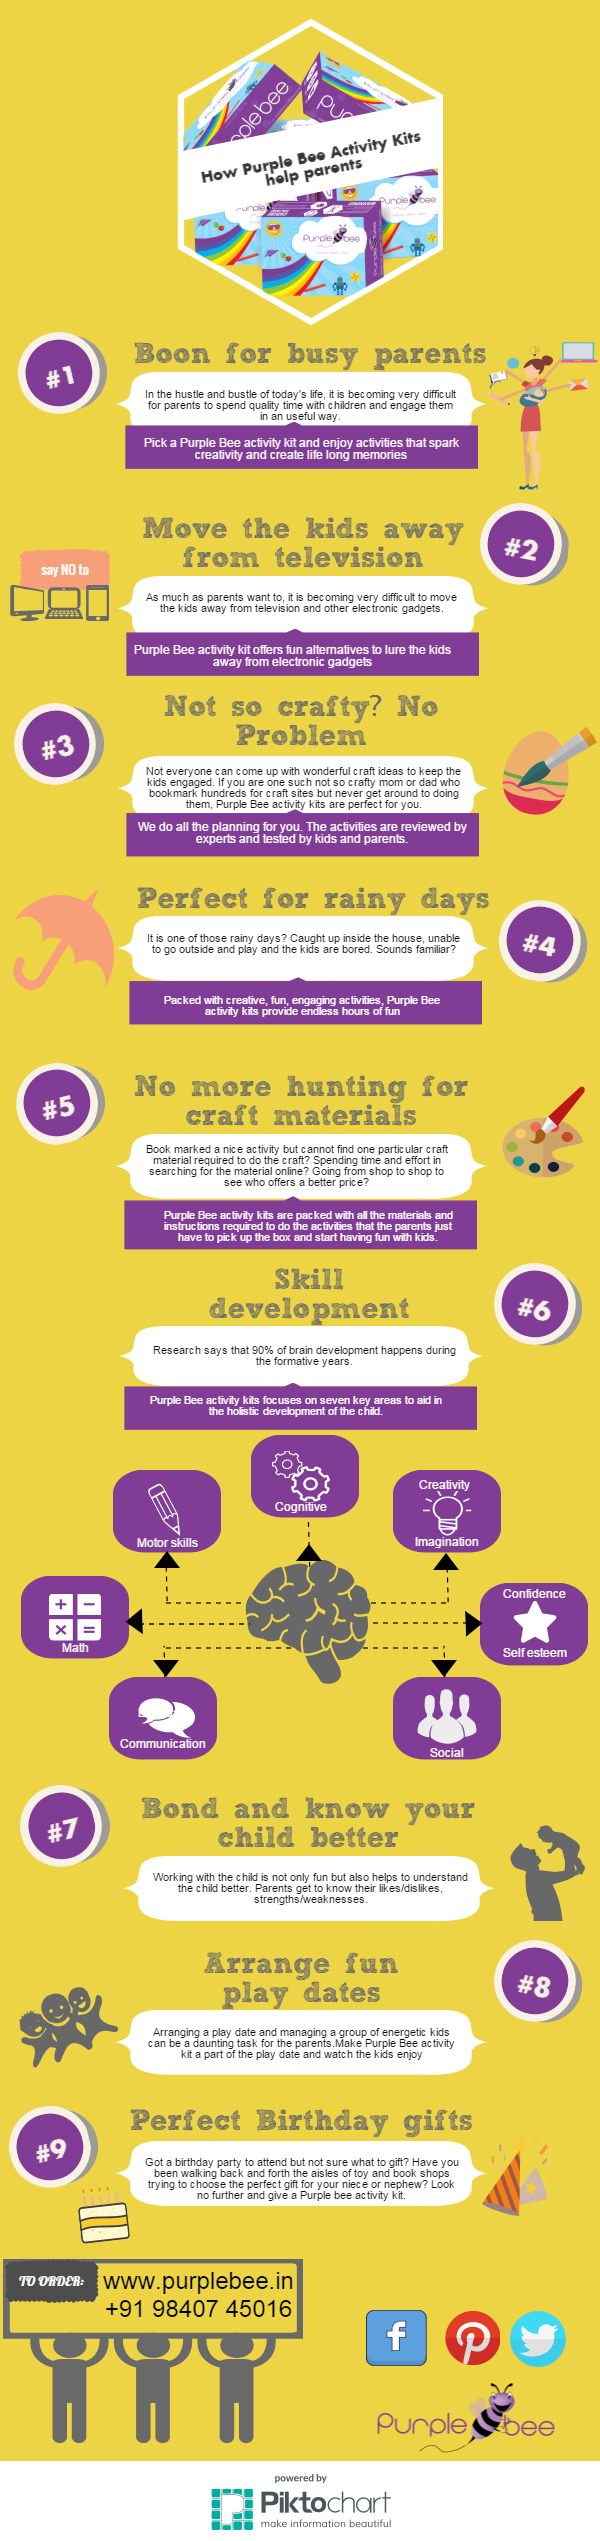 How Purple Bee Activity Kits
help parents
#1
Boon for busy parents
In the hustle and bustle of today's life, it is becoming very difficult
for parents to spend quality time with children and engage them
in an useful way.
Pick a Purple Bee activity kit and enjoy activities that spark
creativity and create life long memories
#2
Move the kids away
from television
say NO to
As much as parents want to, it is becoming very difficult to move
the kids away from television and other electronic gadgets.
Purple Bee activity kit offers fun alternatives to lure the kids
away from electronic gadgets
#3
Not so crafty? No
Problem
Not everyone can come up with wonderful craft ideas to keep the
kids engaged. If you are one such not so crafty mom or dad who
bookmark hundreds for craft sites but never get around to doing
them, Purple Bee activity kits are perfect for you.
We do all the planning for you. The activities are reviewed by
experts and tested by kids and parents.
Perfect for rainy days
#4
It is one of those rainy days? Caught up inside the house, unable
to go outside and play and the kids are bored. Sounds familiar?
Packed with creative, fun, engaging activities, Purple Bee
activity kits provide endless hours of fun
#5
No more hunting for
craft materials
Book marked a nice activity but cannot find one particular craft
material required to do the craft? Spending time and effort in
searching for the material online? Going from shop to shop to
see who offers a better price?
Purple Bee activity kits are packed with all the materials and
instructions required to do the activities that the parents just
have to pick up the box and start having fun with kids.
Skill
development
#6
Research says that 90% of brain development happens during
the formative years.
Purple Bee activity kits focuses on seven key areas to aid in
the holistic development of the child.
Cognitive
Motor skills
Creativity
Imagination
Math
Confidence
Self esteem
Communication
Social
#7
Bond and know your
child better
Working with the child is not only fun but also helps to understand
the child better. Parents get to know their likes/dislikes,
strengths/weaknesses.
Arrange fun
play dates
#8
Arranging a play date and managing a group of energetic kids
can be a daunting task for the parents.Make Purple Bee activity
kit a part of the play date and watch the kids enjoy
#9
Perfect Birthday gifts
Got a birthday party to attend but not sure what to gift? Have you
been walking back and forth the aisles of toy and book shops
trying to choose the perfect gift for your niece or nephew? Look
no further and give a Purple bee activity kit.
TO ORDER:
www.purplebee.in
+91 98407 45016
Purple bee
powered by
Piktochart
make information beautiful